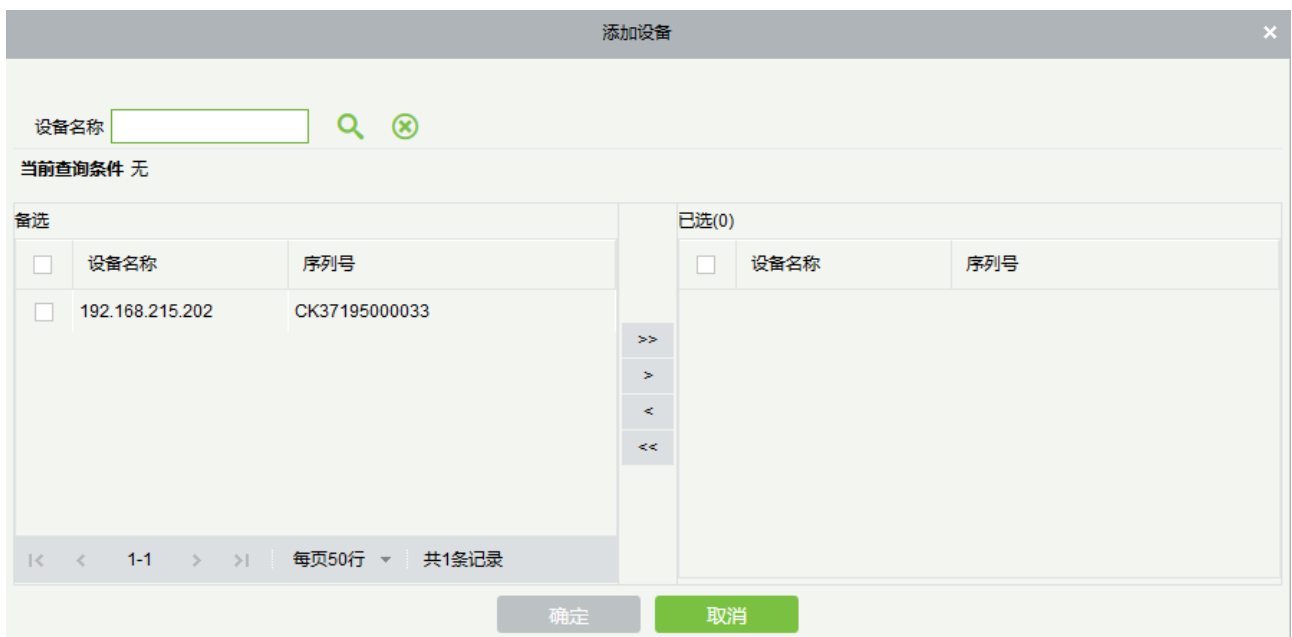 添加设备 ×
设备名称
当前查询条件 无
备选 已选(0)
设备名称 序列号 设备名称 序列号
192.168.215.202 CK37195000033
>>
>
<
<<
|< < 1-1 > >| 每页50行 共1条记录
确定 取消